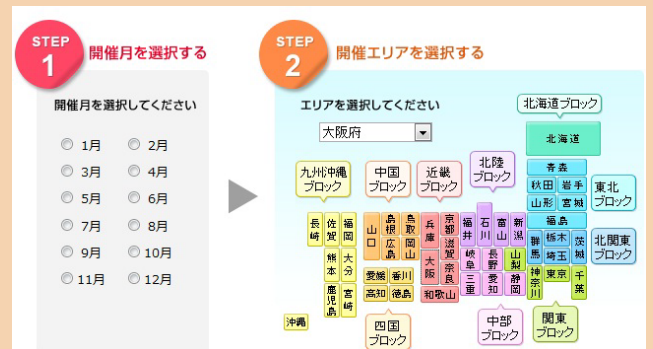 STEP
1
開催月を選択する
開催月を選択してください
1月 2月
3月 4月
5月 6月
7月 8月
9月 10月
11月 12月
STEP
2
開催エリアを選択する
エリアを選択してください
大阪府
北海道ブロック
北海道
九州沖縄
ブロック
中国
ブロック
近畿
ブロック
北陸
ブロック
東北
ブロック
北関東
ブロック
青森
秋田 岩手
山形 宮城
福島
群馬
栃木
茨城
埼玉
神奈川
東京
千葉
長崎
佐賀
福岡
熊本
大分
鹿児島
宮崎
沖縄
山口
島根
鳥取
広島
岡山
愛媛 香川
高知 徳島
兵庫
京都
滋賀
大阪
奈良
和歌山
福井
石川
富山
新潟
岐阜
長野
山梨
三重
愛知
静岡
四国
ブロック
中部
ブロック
関東
ブロック